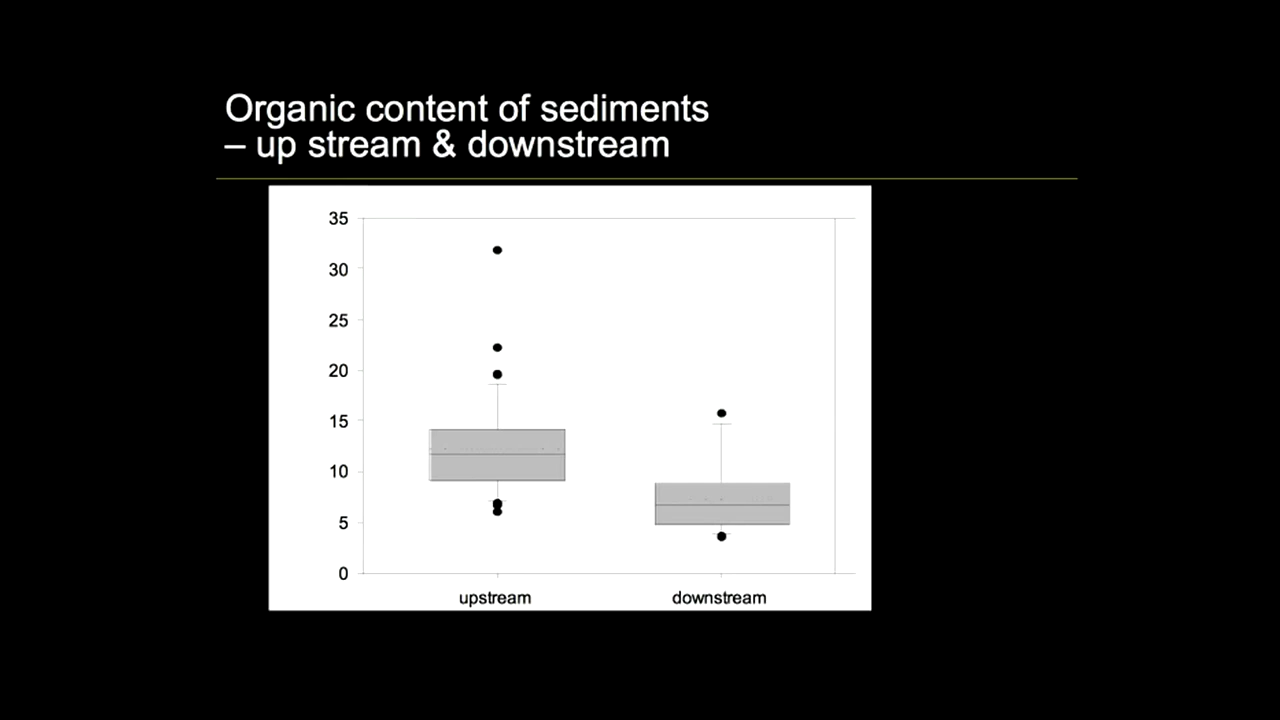 Organic content of sediments
– up stream & downstream
35
30
25
20
15
10
5
0
upstream downstream